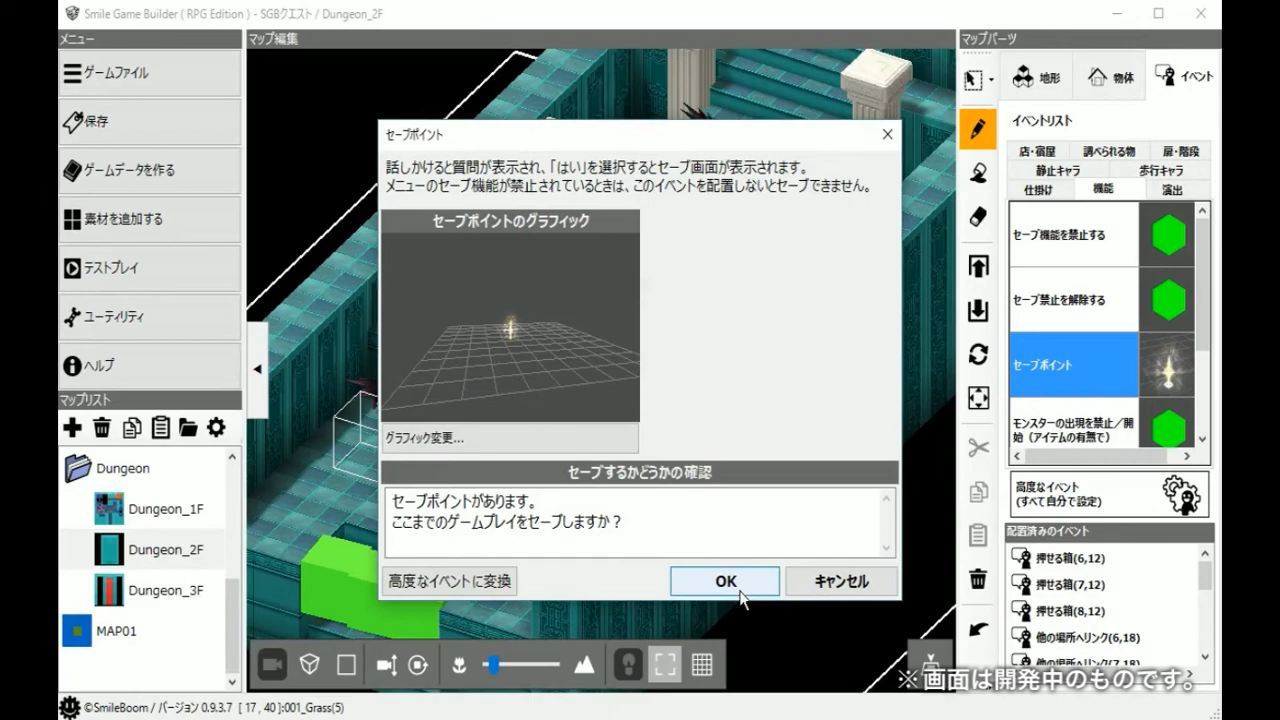 Smile Game Builder ( RPG Edition ) - SGBクエスト / Dungeon_2F
メニュー
ゲームファイル
保存
ゲームデータを作る
素材を追加する
テストプレイ
ユーティリティ
ヘルプ
マップリスト
Dungeon
Dungeon_1F
Dungeon_2F
Dungeon_3F
MAP01
マップ編集
セーブポイント
話しかけると質問が表示され、「はい」を選択するとセーブ画面が表示されます。
メニューのセーブ機能が禁止されているときは、このイベントを配置しないとセーブできません。
セーブポイントのグラフィック
グラフィック変更...
セーブするかどうかの確認
セーブポイントがあります。
ここまでのゲームプレイをセーブしますか？
高度なイベントに変換
OK
キャンセル
マップパーツ
地形
物体
イベント
イベントリスト
店・宿屋
調べられる物
扉・階段
静止キャラ
歩行キャラ
仕掛け
機能
演出
セーブ機能を禁止する
セーブ禁止を解除する
セーブポイント
モンスターの出現を禁止／開
始（アイテムの有無で）
高度なイベント
(すべて自分で設定)
配置済みのイベント
押せる箱(6,12)
押せる箱(7,12)
押せる箱(8,12)
他の場所へリンク(6,18)
他の場所へリンク(7,18)
※画面は開発中のものです。
©SmileBoom / バージョン 0.9.3.7 [ 17 , 40 ]:001_Grass(5)